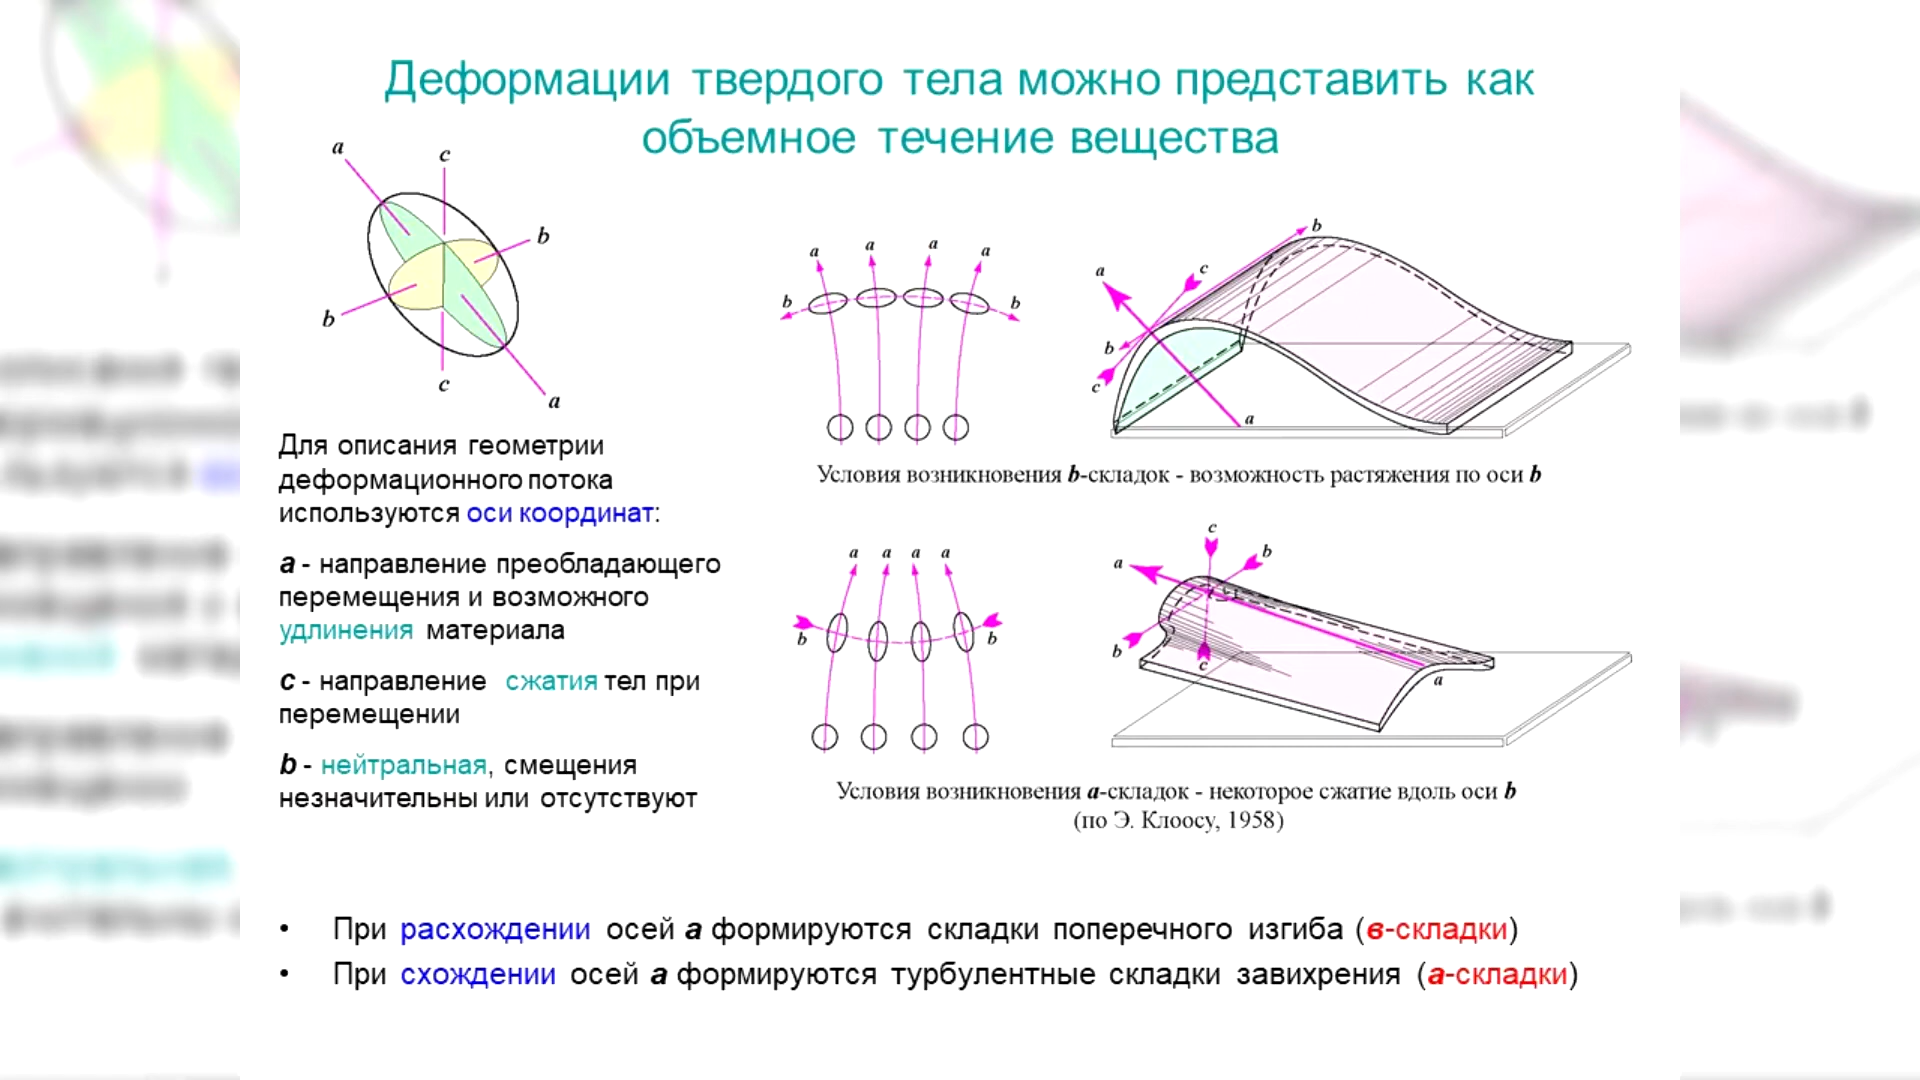 Деформации твердого тела можно представить как
объемное течение вещества
a
c
b
b
c
a
Для описания геометрии
деформационного потока
используются оси координат:
a - направление преобладающего
перемещения и возможного
удлинения материала
c - направление сжатия тел при
перемещении
b - нейтральная, смещения
незначительны или отсутствуют
a a a a
b b
b
a c
b
c
a
Условия возникновения b-складок - возможность растяжения по оси b
a a a a
b b
c
a b
b c
a
Условия возникновения a-складок - некоторое сжатие вдоль оси b
(по Э. Клоосу, 1958)
• При расхождении осей а формируются складки поперечного изгиба (в-складки)
• При схождении осей а формируются турбулентные складки завихрения (а-складки)